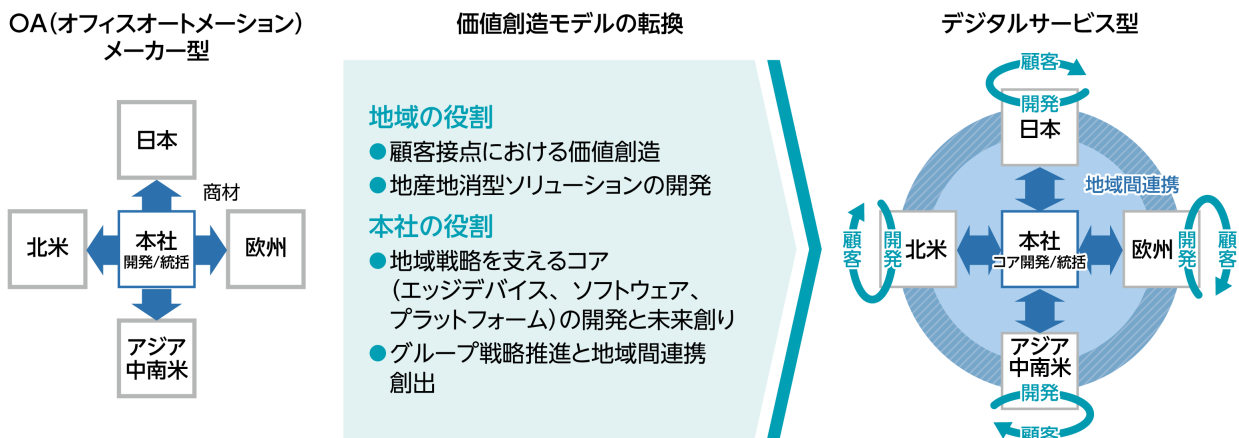 OA(オフィスオートメーション)
メーカー型
日本
商材
北米
本社
開発/統括
欧州
アジア
中南米
価値創造モデルの転換
地域の役割
●顧客接点における価値創造
●地産地消型ソリューションの開発
本社の役割
●地域戦略を支えるコア
(エッジデバイス、ソフトウェア、
プラットフォーム)の開発と未来創り
●グループ戦略推進と地域間連携
創出
デジタルサービス型
顧客
開発
日本
地域間連携
顧客
開発
北米
本社
コア開発/統括
欧州
開発
顧客
アジア
中南米
開発
顧客